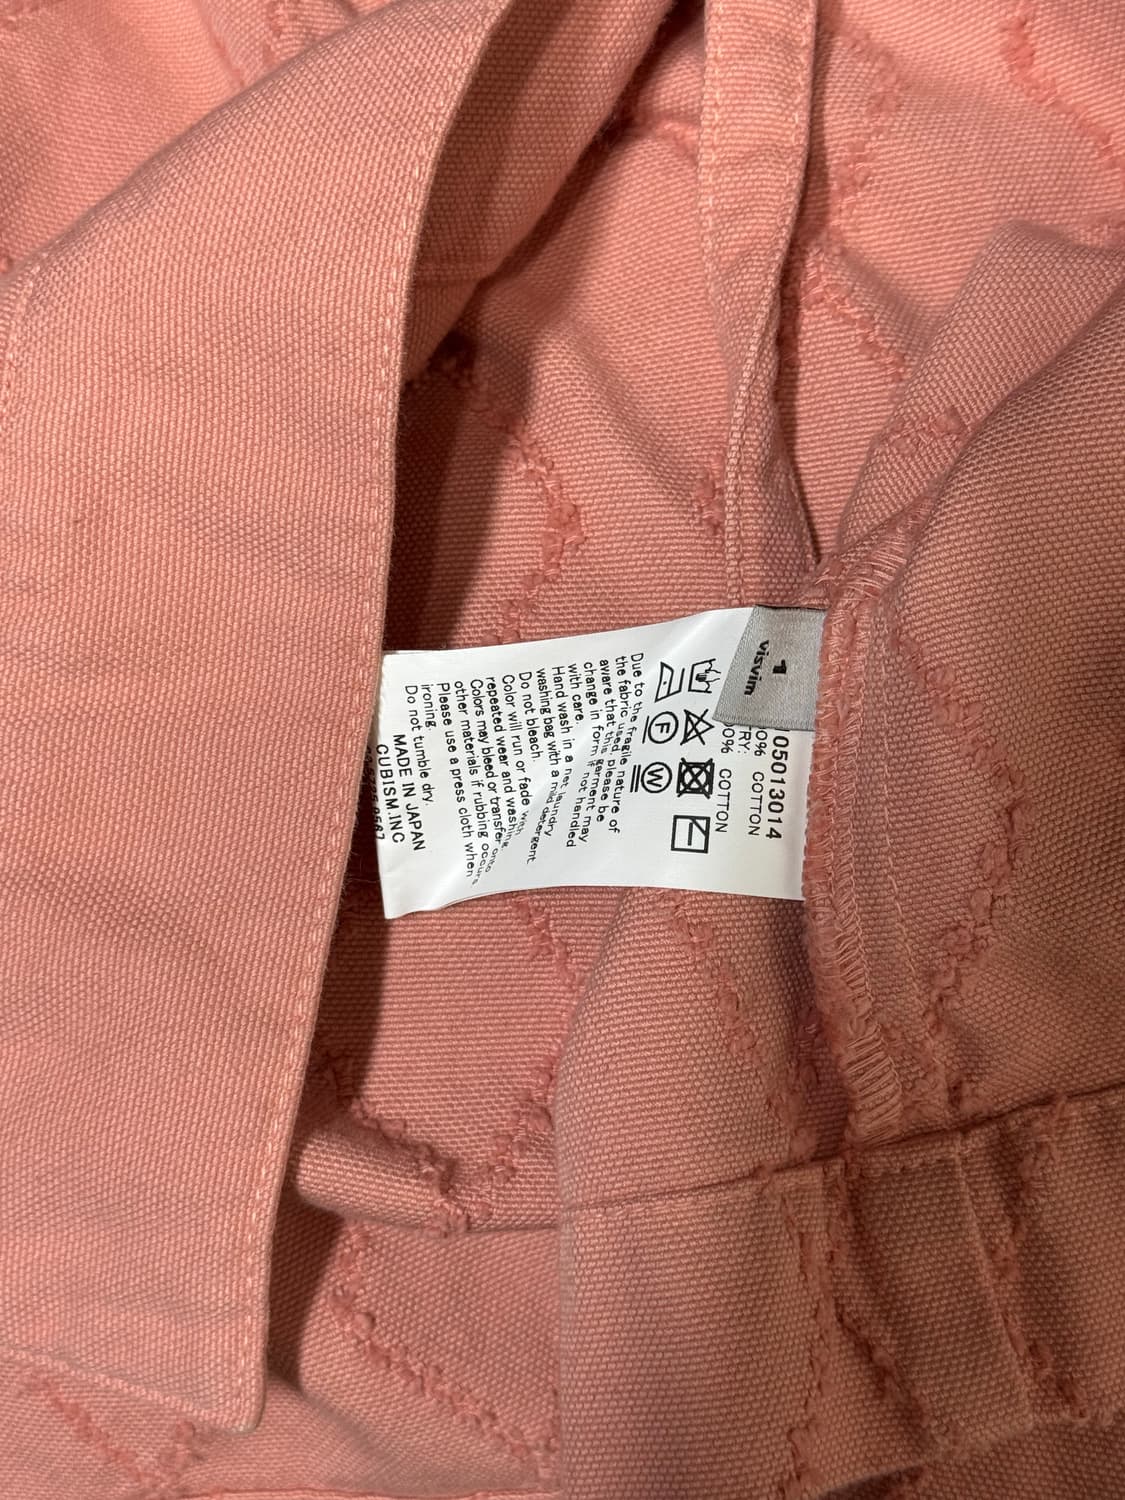 1
visvim
05013014
0% COTTON
RY:
0% COTTON
F W
Due to the fragile nature of
the fabric used, please be
aware that this garment may
change in form if not handled
with care.
Hand wash in a net laundry
washing bag with a mild detergent.
Do not bleach.
Color will run or fade with
repeated wear and washing.
Colors may bleed or transfer onto
other materials if rubbing occurs.
Please use a press cloth when
ironing.
Do not tumble dry.
MADE IN JAPAN
CUBISM.INC